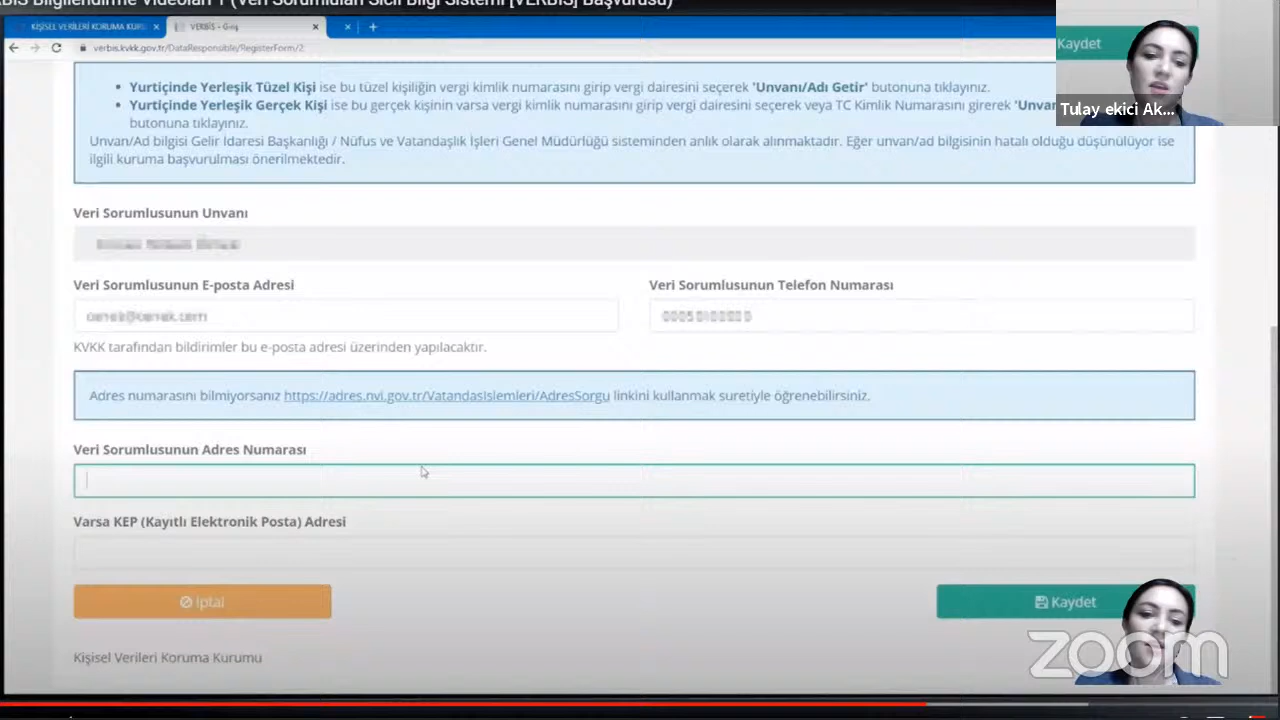 BİS Bilgilendirme Videoları 1 (Veri Sorumluları Sicil Bilgi Sistemi [VERBİS] Başvurusu)
KİŞİSEL VERİLERİ KORUMA KURU
VERBİS - Giriş
verbis.kvkk.gov.tr/DataResponsible/RegisterForm/2
Kaydet
Tulay ekici Ak...
• Yurtiçinde Yerleşik Tüzel Kişi ise bu tüzel kişiliğin vergi kimlik numarasını girip vergi dairesini seçerek 'Unvanı/Adı Getir' butonuna tıklayınız.
• Yurtiçinde Yerleşik Gerçek Kişi ise bu gerçek kişinin varsa vergi kimlik numarasını girip vergi dairesini seçerek veya TC Kimlik Numarasını girerek 'Unvan
butonuna tıklayınız.
Unvan/Ad bilgisi Gelir İdaresi Başkanlığı / Nüfus ve Vatandaşlık İşleri Genel Müdürlüğü sisteminden anlık olarak alınmaktadır. Eğer unvan/ad bilgisinin hatalı olduğu düşünülüyor ise
ilgili kuruma başvurulması önerilmektedir.
Veri Sorumlusunun Unvanı
Veri Sorumlusunun E-posta Adresi
Veri Sorumlusunun Telefon Numarası
KVKK tarafından bildirimler bu e-posta adresi üzerinden yapılacaktır.
Adres numarasını bilmiyorsanız https://adres.nvi.gov.tr/VatandasIslemleri/AdresSorgu linkini kullanmak suretiyle öğrenebilirsiniz.
Veri Sorumlusunun Adres Numarası
Varsa KEP (Kayıtlı Elektronik Posta) Adresi
İptal
Kaydet
Kişisel Verileri Koruma Kurumu
zoom